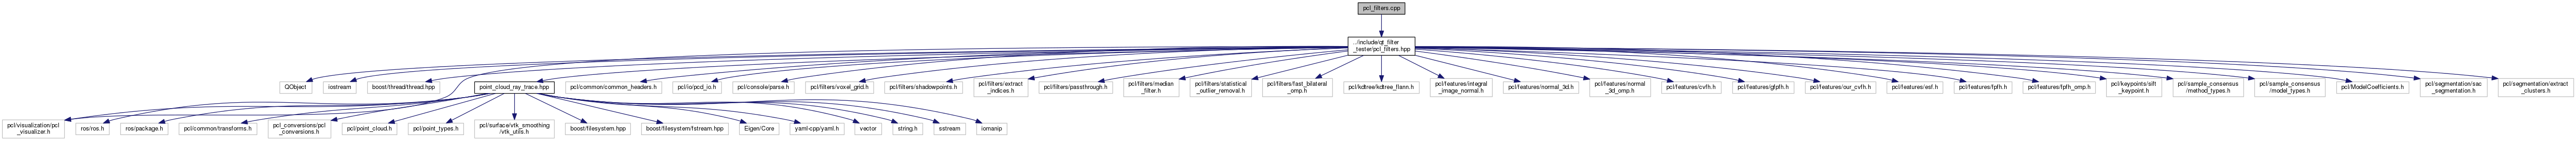 pcl_filters.cpp
../include/qt_filter
_tester/pcl_filters.hpp
QObject
iostream
boost/thread/thread.hpp
point_cloud_ray_trace.hpp
pcl/common/common_headers.h
pcl/io/pcd_io.h
pcl/console/parse.h
pcl/filters/voxel_grid.h
pcl/filters/shadowpoints.h
pcl/filters/extract
_indices.h
pcl/filters/passthrough.h
pcl/filters/median
_filter.h
pcl/filters/statistical
_outlier_removal.h
pcl/filters/fast_bilateral
_omp.h
pcl/kdtree/kdtree_flann.h
pcl/features/integral
_image_normal.h
pcl/features/normal_3d.h
pcl/features/normal
_3d_omp.h
pcl/features/cvfh.h
pcl/features/gfpfh.h
pcl/features/our_cvfh.h
pcl/features/esf.h
pcl/features/fpfh.h
pcl/features/fpfh_omp.h
pcl/keypoints/sift
_keypoint.h
pcl/sample_consensus
/method_types.h
pcl/sample_consensus
/model_types.h
pcl/ModelCoefficients.h
pcl/segmentation/sac
_segmentation.h
pcl/segmentation/extract
_clusters.h
pcl/visualization/pcl
_visualizer.h
ros/ros.h
ros/package.h
pcl/common/transforms.h
pcl_conversions/pcl
_conversions.h
pcl/point_cloud.h
pcl/point_types.h
pcl/surface/vtk_smoothing
/vtk_utils.h
boost/filesystem.hpp
boost/filesystem/fstream.hpp
Eigen/Core
yaml-cpp/yaml.h
vector
string.h
sstream
iomanip